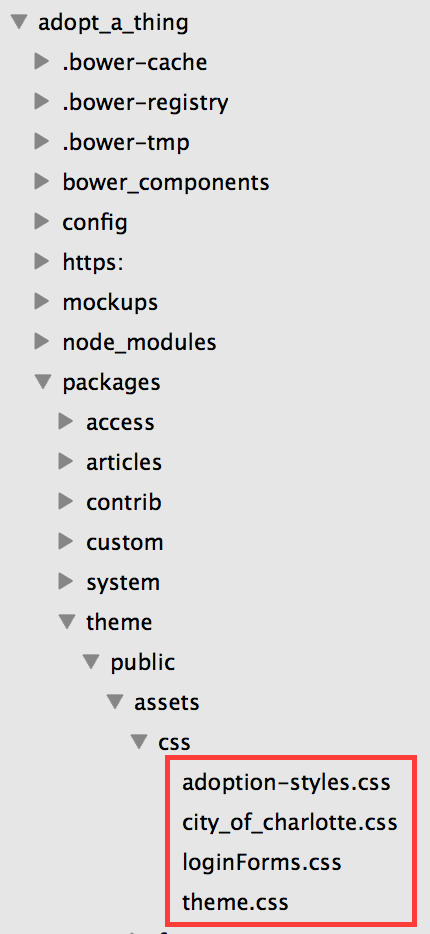 adopt_a_thing
.bower-cache
.bower-registry
.bower-tmp
bower_components
config
https:
mockups
node_modules
packages
access
articles
contrib
custom
system
theme
public
assets
css
adoption-styles.css
city_of_charlotte.css
loginForms.css
theme.css